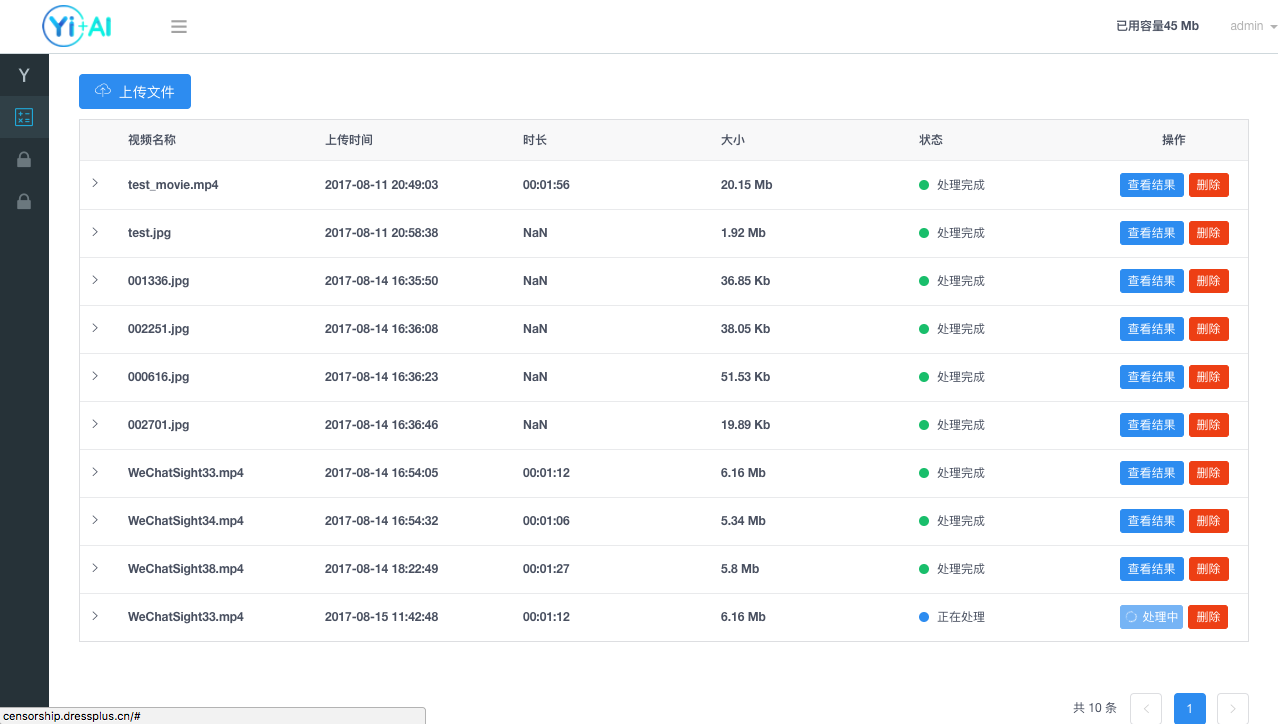 Yi+AI
已用容量45 Mb admin
Y
上传文件
视频名称 上传时间 时长 大小 状态 操作
test_movie.mp4 2017-08-11 20:49:03 00:01:56 20.15 Mb 处理完成 查看结果 删除
test.jpg 2017-08-11 20:58:38 NaN 1.92 Mb 处理完成 查看结果 删除
001336.jpg 2017-08-14 16:35:50 NaN 36.85 Kb 处理完成 查看结果 删除
002251.jpg 2017-08-14 16:36:08 NaN 38.05 Kb 处理完成 查看结果 删除
000616.jpg 2017-08-14 16:36:23 NaN 51.53 Kb 处理完成 查看结果 删除
002701.jpg 2017-08-14 16:36:46 NaN 19.89 Kb 处理完成 查看结果 删除
WeChatSight33.mp4 2017-08-14 16:54:05 00:01:12 6.16 Mb 处理完成 查看结果 删除
WeChatSight34.mp4 2017-08-14 16:54:32 00:01:06 5.34 Mb 处理完成 查看结果 删除
WeChatSight38.mp4 2017-08-14 18:22:49 00:01:27 5.8 Mb 处理完成 查看结果 删除
WeChatSight33.mp4 2017-08-15 11:42:48 00:01:12 6.16 Mb 正在处理 处理中 删除
共 10 条 1
censorship.dressplus.cn/#